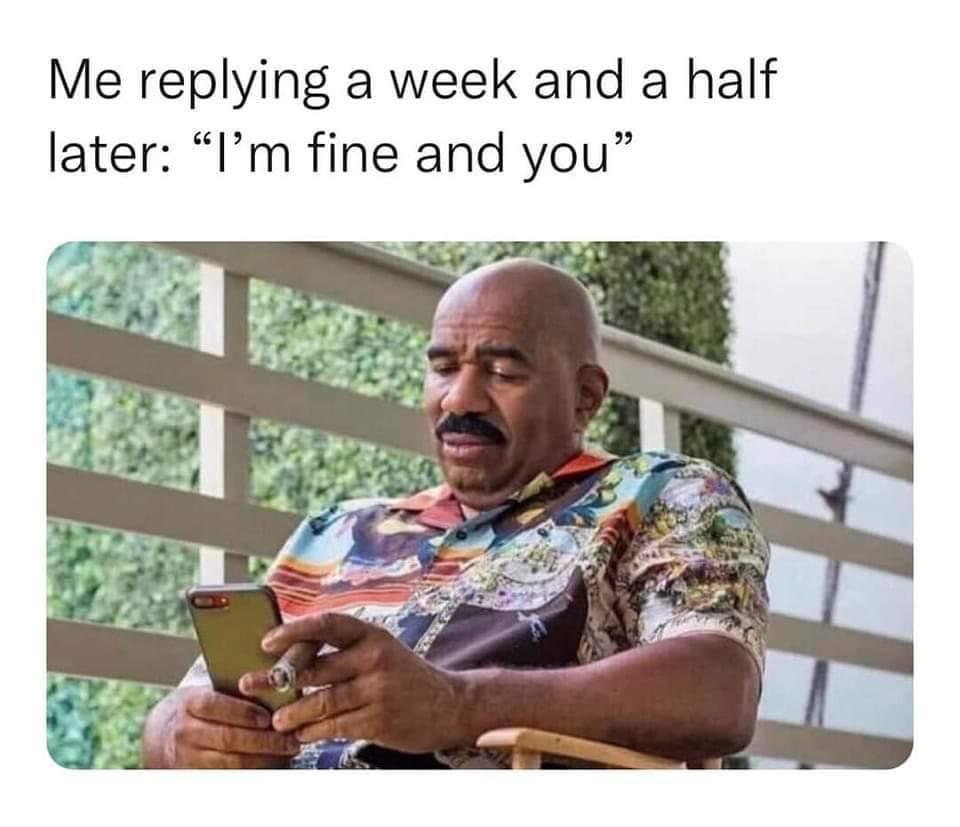 Me replying a week and a half
later: “I’m fine and you”